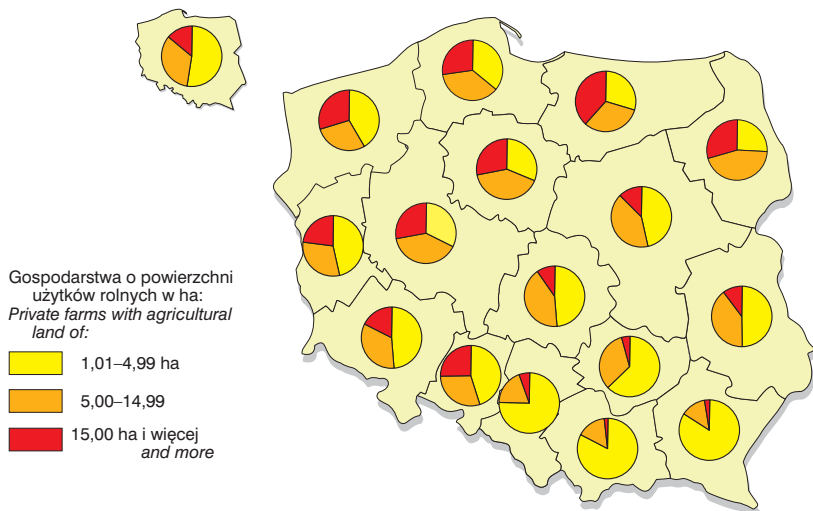 Gospodarstwa o powierzchni
użytków rolnych w ha:
Private farms with agricultural
land of:
1,01–4,99 ha
5,00–14,99
15,00 ha i więcej
and more